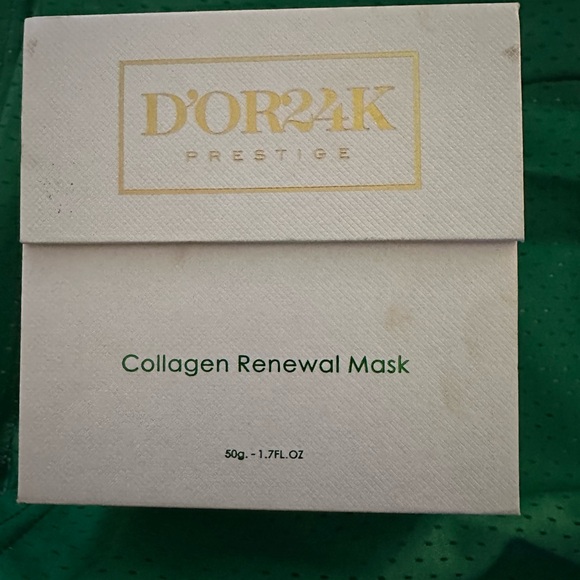 D'OR24K
PRESTIGE
Collagen Renewal Mask
50g. - 1.7FL.OZ